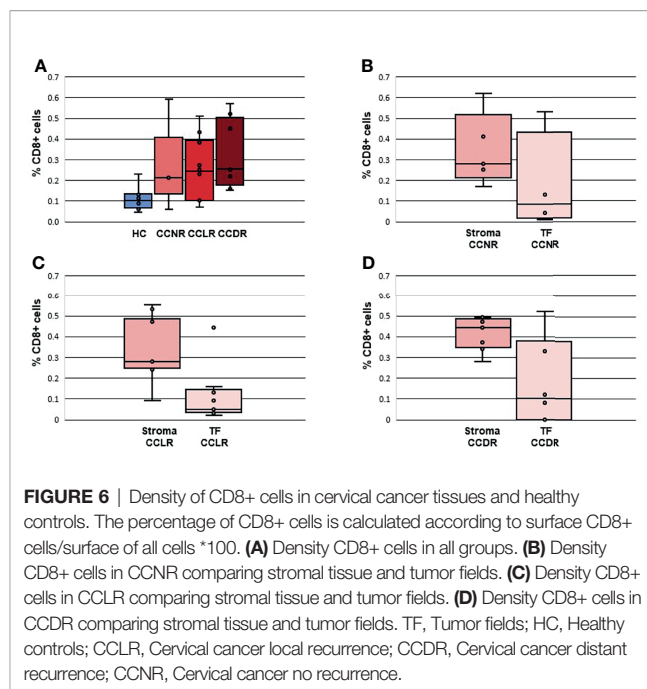 A
0.7
0.6
0.5
0.4
0.3
0.2
0.1
0.0
% CD8+ cells
HC CCNR CCLR CCDR
B
0.7
0.6
0.5
0.4
0.3
0.2
0.1
0
% CD8+ cells
Stroma CCNR
TF CCNR
C
0.7
0.6
0.5
0.4
0.3
0.2
0.1
0
% CD8+ cells
Stroma CCLR
TF CCLR
D
0.7
0.6
0.5
0.4
0.3
0.2
0.1
0
% CD8+ cells
Stroma CCDR
TF CCDR
FIGURE 6 | Density of CD8+ cells in cervical cancer tissues and healthy
controls. The percentage of CD8+ cells is calculated according to surface CD8+
cells/surface of all cells *100. (A) Density CD8+ cells in all groups. (B) Density
CD8+ cells in CCNR comparing stromal tissue and tumor fields. (C) Density CD8+
cells in CCLR comparing stromal tissue and tumor fields. (D) Density CD8+ cells in
CCDR comparing stromal tissue and tumor fields. TF, Tumor fields; HC, Healthy
controls; CCLR, Cervical cancer local recurrence; CCDR, Cervical cancer distant
recurrence; CCNR, Cervical cancer no recurrence.